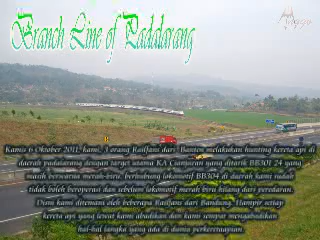 Branch Line of Padalarang
Kamis 6 Oktober 2011, kami, 3 orang Railfans dari Banten melakukan hunting kereta api di
daerah padalarang dengan target utama KA Cianjuran yang ditarik BB301 24 yang
masih berwarna merah-biru, berhubung lokomotif BB304 di daerah kami sudah
tidak boleh beroperasi dan sebelum lokomotif merah biru hilang dari peredaran.
Disini kami ditemani oleh beberapa Railfans dari Bandung. Hampir setiap
kereta api yang lewat kami abadikan dan kami sempat mengabadikan
hal-hal langka yang ada di dunia perkeretaapian